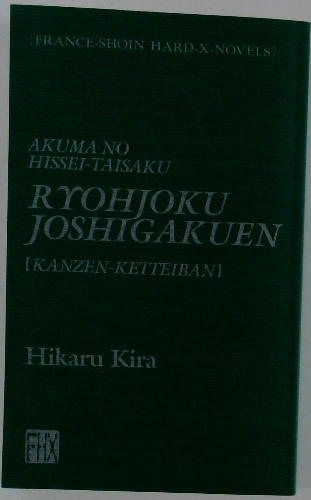 [FRANCE-SHOIN HARD-X-NOVELS]
AKUMA NO
HISSEI-TAISAKU
RYOHJOKU
JOSHIGAKUEN
【KANZEN-KETTEIBAN】
Hikaru Kira
FHX